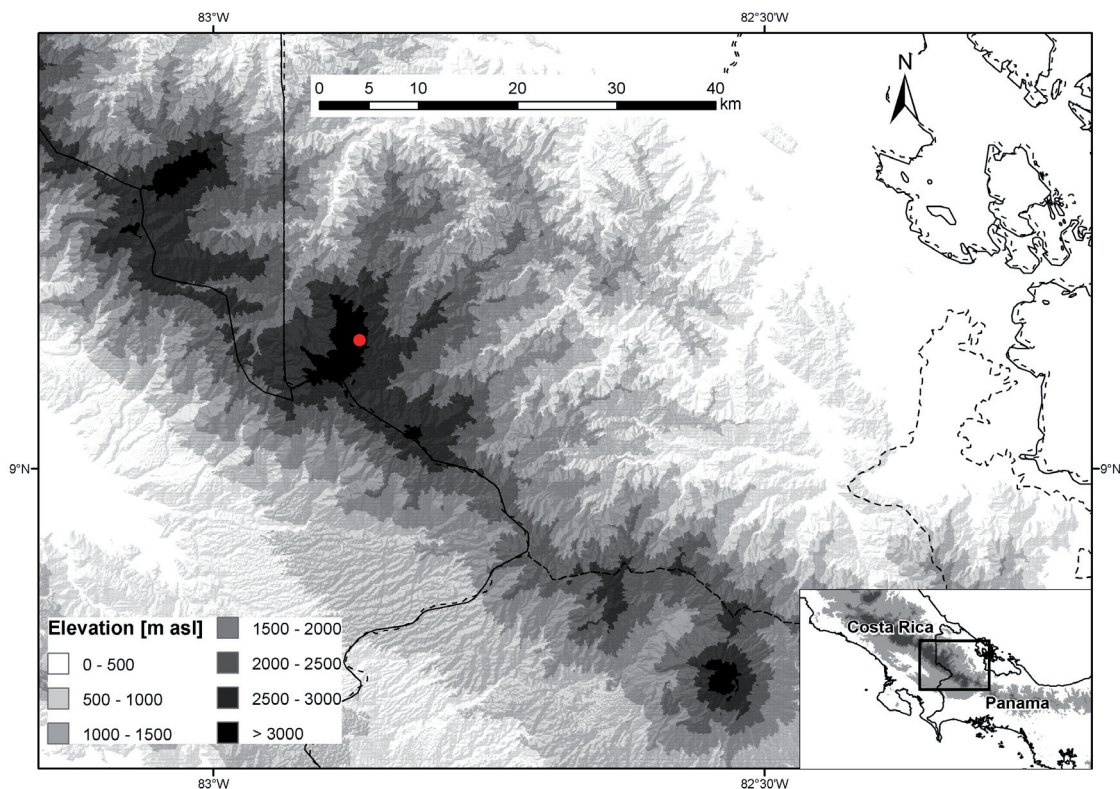 83°W 82°30'W
N
0 5 10 20 30 40
km
9°N 9°N
Elevation [m asl]
0 - 500
500 - 1000
1000 - 1500
1500 - 2000
2000 - 2500
2500 - 3000
> 3000
Costa Rica
Panama
83°W 82°30'W